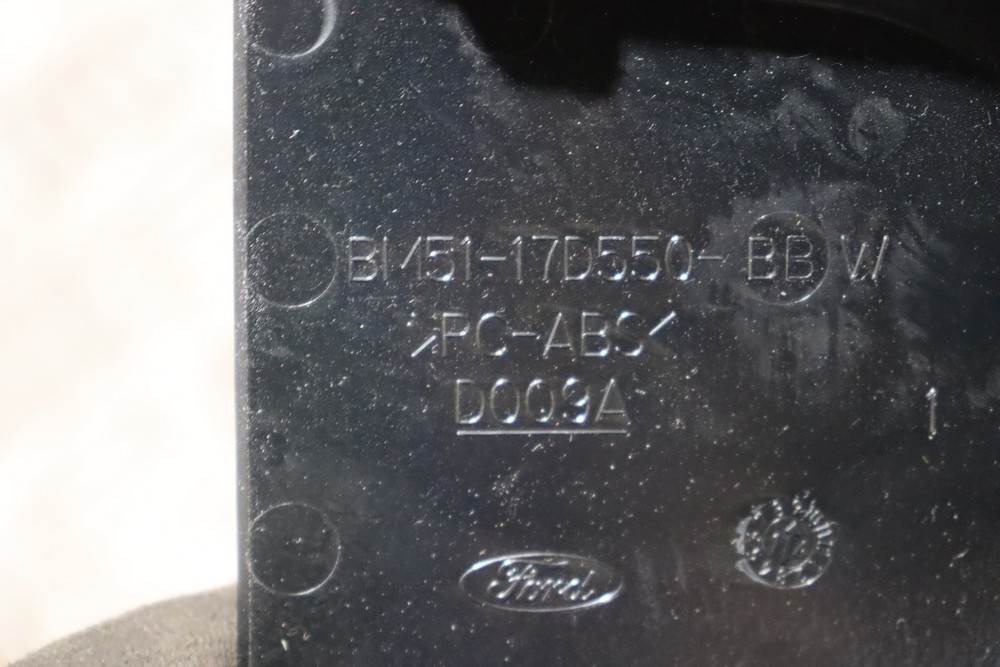 BM51-17D550- BB W
>PC-ABS<
D009A
1
Ford